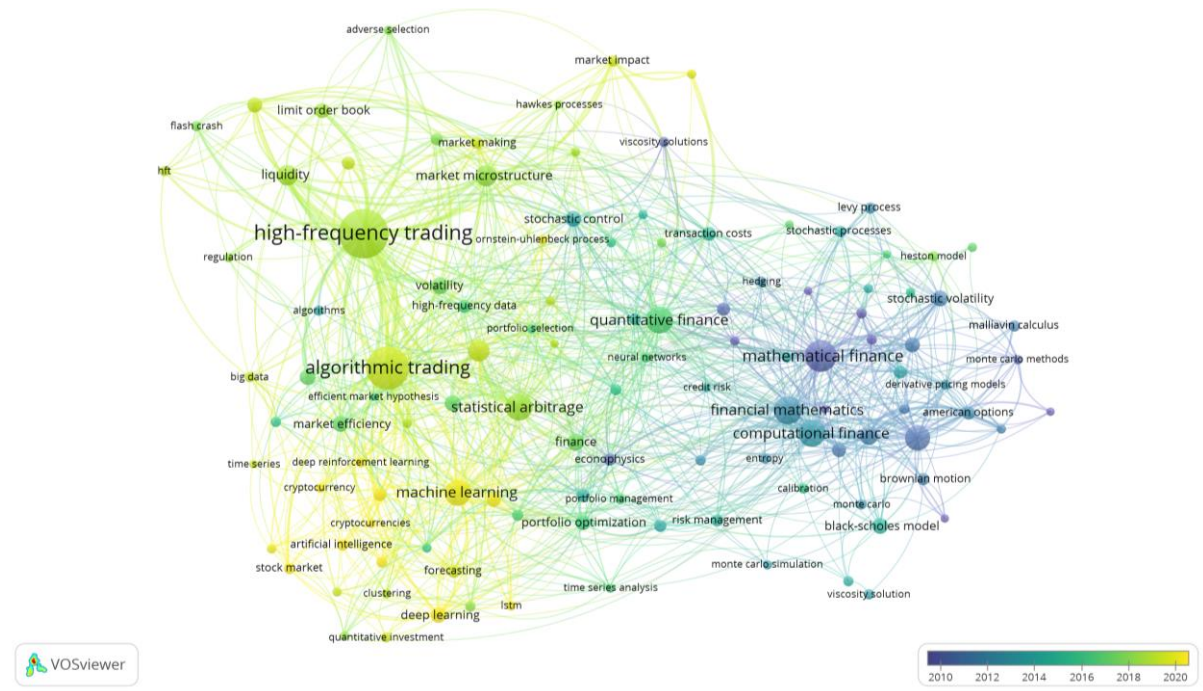 adverse selection
market impact
limit order book
hawkes processes
flash crash
market making
viscosity solutions
hft
liquidity
market microstructure
levy process
stochastic control
high-frequency trading
ornstein-uhlenbeck process
transaction costs
stochastic processes
regulation
heston model
volatility
hedging
high-frequency data
stochastic volatility
algorithms
quantitative finance
portfolio selection
malliavin calculus
neural networks
mathematical finance
monte carlo methods
algorithmic trading
big data
credit risk
derivative pricing models
efficient market hypothesis
statistical arbitrage
financial mathematics
american options
market efficiency
computational finance
finance
time series
deep reinforcement learning
econophysics
entropy
brownian motion
cryptocurrency
machine learning
portfolio management
calibration
monte carlo
cryptocurrencies
portfolio optimization
risk management
black-scholes model
artificial intelligence
stock market
forecasting
monte carlo simulation
clustering
time series analysis
viscosity solution
lstm
deep learning
quantitative investment
VOSviewer
2010 2012 2014 2016 2018 2020